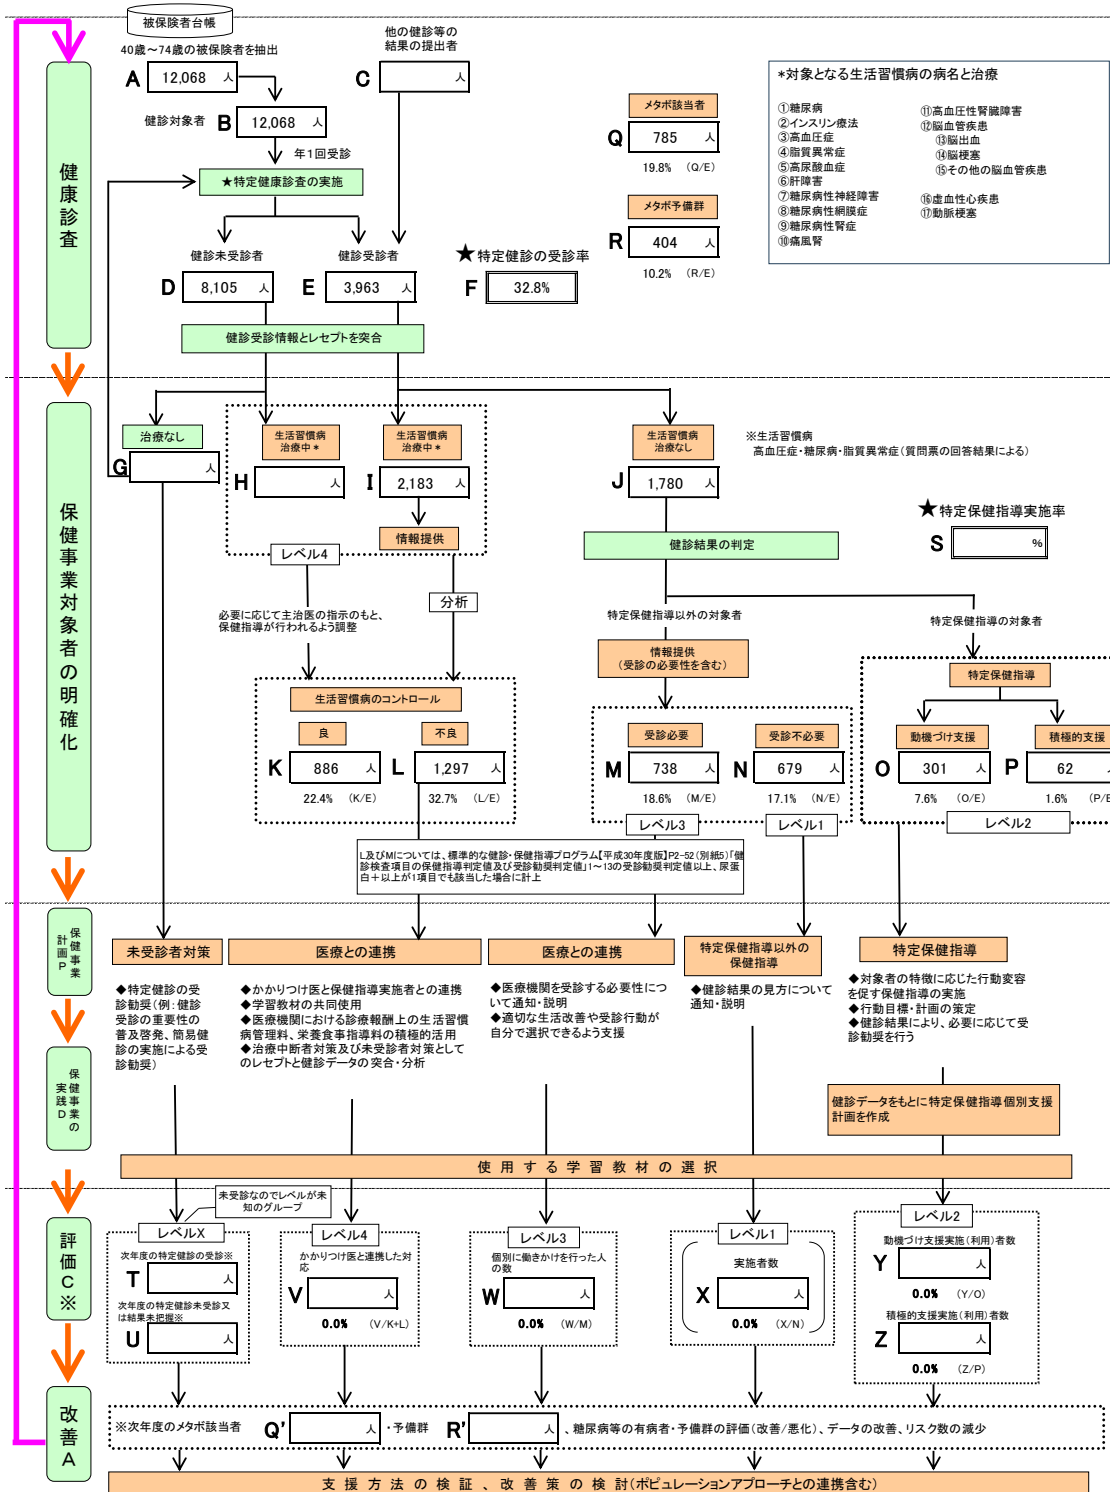 被保険者台帳
40歳～74歳の被保険者を抽出
A 12,068 人
他の健診等の
結果の提出者
C 人
健診対象者 B 12,068 人
年1回受診
★特定健康診査の実施
健診未受診者
D 8,105 人
健診受診者
E 3,963 人
★特定健診の受診率
F 32.8%
健診受診情報とレセプトを突合
メタボ該当者
Q 785 人
19.8% (Q/E)
メタボ予備群
R 404 人
10.2% (R/E)
*対象となる生活習慣病の病名と治療
①糖尿病
②インスリン療法
③高血圧症
④脂質異常症
⑤高尿酸血症
⑥肝障害
⑦糖尿病性神経障害
⑧糖尿病性網膜症
⑨糖尿病性腎症
⑩痛風腎
⑪高血圧性腎臓障害
⑫脳血管疾患
⑬脳出血
⑭脳梗塞
⑮その他の脳血管疾患
⑯虚血性心疾患
⑰動脈梗塞
健康診査
治療なし
G 人
生活習慣病
治療中*
H 人
生活習慣病
治療中*
I 2,183 人
情報提供
レベル4
生活習慣病
治療なし
J 1,780 人
※生活習慣病
高血圧症・糖尿病・脂質異常症(質問票の回答結果による)
★特定保健指導実施率
S %
健診結果の判定
分析
必要に応じて主治医の指示のもと、
保健指導が行われるよう調整
特定保健指導以外の対象者
特定保健指導の対象者
情報提供
(受診の必要性を含む)
生活習慣病のコントロール
良
K 886 人
22.4% (K/E)
不良
L 1,297 人
32.7% (L/E)
受診必要
M 738 人
18.6% (M/E)
受診不必要
N 679 人
17.1% (N/E)
レベル3
レベル1
特定保健指導
動機づけ支援
O 301 人
7.6% (O/E)
積極的支援
P 62 人
1.6% (P/E
レベル2
L及びMについては、標準的な健診・保健指導プログラム【平成30年度版】P2-52(別紙5)「健
診検査項目の保健指導判定値及び受診勧奨判定値」1～13の受診勧奨判定値以上、尿蛋
白+以上が1項目でも該当した場合に計上
保健事業対象者の明確化
保健事業
計画P
未受診者対策
◆特定健診の受
診勧奨(例:健診
受診の重要性の
普及啓発、簡易健
診の実施による受
診勧奨)
医療との連携
◆かかりつけ医と保健指導実施者との連携
◆学習教材の共同使用
◆医療機関における診療報酬上の生活習慣
病管理料、栄養食事指導料の積極的活用
◆治療中断者対策及び未受診者対策として
のレセプトと健診データの突合・分析
医療との連携
◆医療機関を受診する必要性につ
いて通知・説明
◆適切な生活改善や受診行動が
自分で選択できるよう支援
特定保健指導以外の
保健指導
◆健診結果の見方について
通知・説明
特定保健指導
◆対象者の特徴に応じた行動変容
を促す保健指導の実施
◆行動目標・計画の策定
◆健診結果により、必要に応じて受
診勧奨を行う
保健事業の
実践D
健診データをもとに特定保健指導個別支援
計画を作成
使用する学習教材の選択
未受診なのでレベルが未
知のグループ
評価C※
レベルX
次年度の特定健診の受診※
T 人
次年度の特定健診未受診又
は結果未把握※
U 人
レベル4
かかりつけ医と連携した対
応
V 人
0.0% (V/K+L)
レベル3
個別に働きかけを行った人
の数
W 人
0.0% (W/M)
レベル1
実施者数
X 人
0.0% (X/N)
レベル2
動機づけ支援実施(利用)者数
Y 人
0.0% (Y/O)
積極的支援実施(利用)者数
Z 人
0.0% (Z/P)
改善A
※次年度のメタボ該当者 Q' 人 ・予備群 R' 人 、糖尿病等の有病者・予備群の評価(改善/悪化)、データの改善、リスク数の減少
支援方法の検証、改善策の検討(ポピュレーションアプローチとの連携含む)